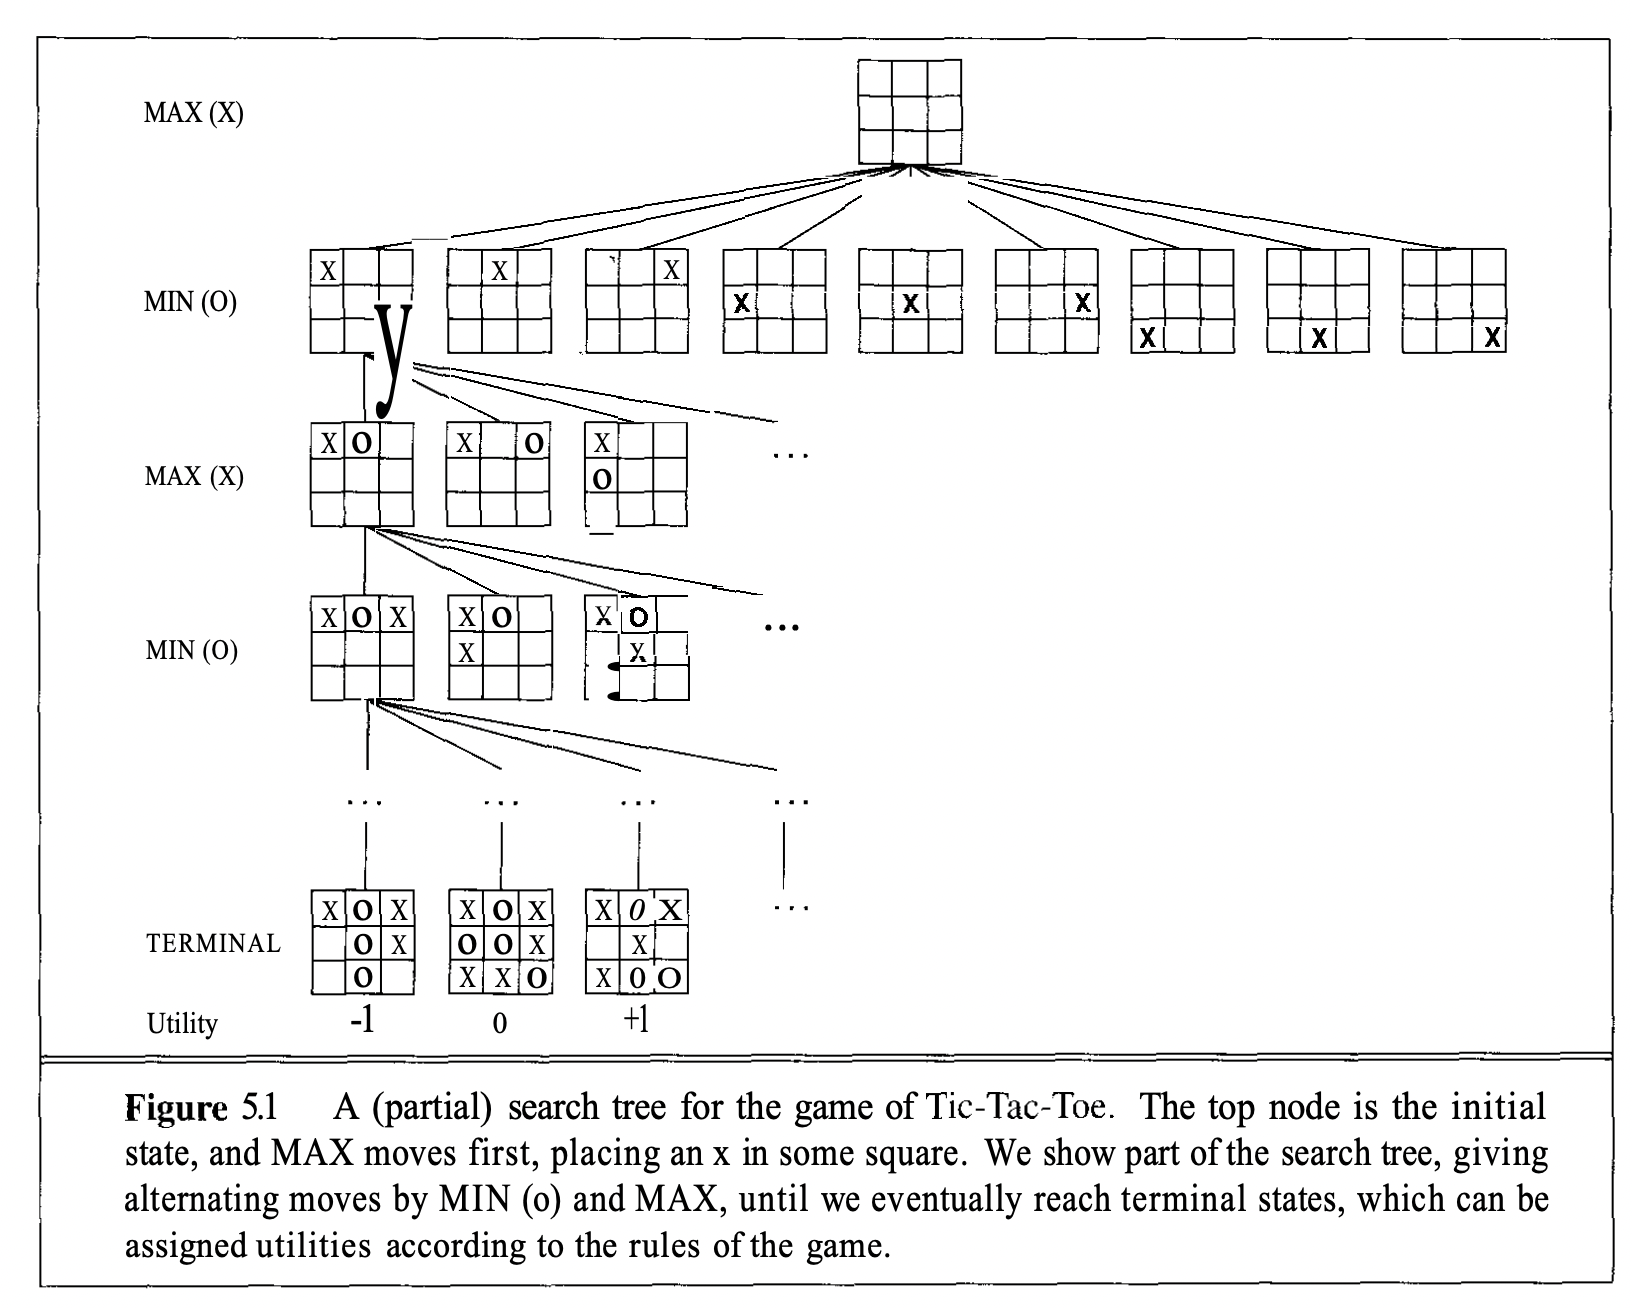 MAX (X)
X X X X X X X X X
MIN (O)
y
X O X O X
MAX (X)
O
...
X O X X O X O
MIN (O)
X X
...
... ... ... ...
X O X X O X X O X
...
TERMINAL
O X O O X X
O X X O X O O
Utility -1 0 +1
Figure 5.1 A (partial) search tree for the game of Tic-Tac-Toe. The top node is the initial
state, and MAX moves first, placing an x in some square. We show part of the search tree, giving
alternating moves by MIN (o) and MAX, until we eventually reach terminal states, which can be
assigned utilities according to the rules of the game.